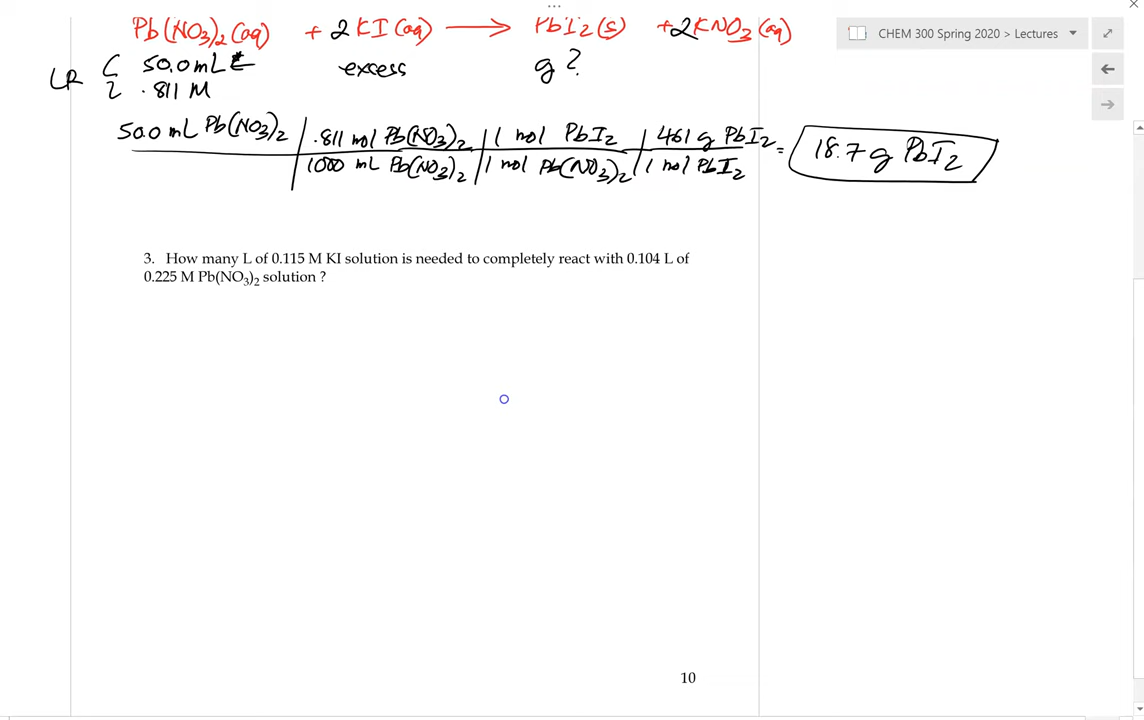 Pb(NO3)2 (aq) + 2 KI (aq) ⟶ PbI2 (s) + 2 KNO3 (aq)
CHEM 300 Spring 2020 > Lectures
LR 50.0 mL excess g ?
.811 M
50.0 mL Pb(NO3)2 | .811 mol Pb(NO3)2 | 1 mol PbI2 | 461 g PbI2 = 18.7 g PbI2
1000 mL Pb(NO3)2 | 1 mol Pb(NO3)2 | 1 mol PbI2
3. How many L of 0.115 M KI solution is needed to completely react with 0.104 L of
0.225 M Pb(NO3)2 solution ?
10